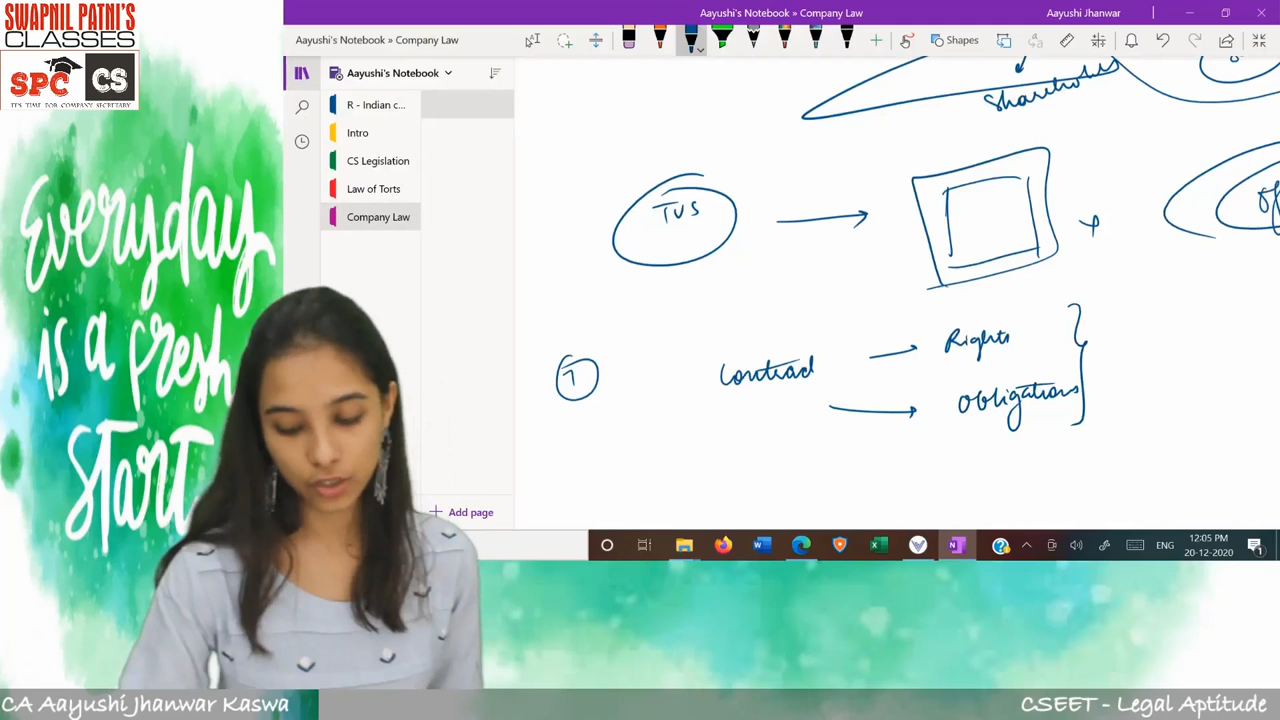 SWAPNIL PATNI'S
CLASSES
SPC CS
IT'S TIME FOR COMPANY SECRETARY
Aayushi's Notebook » Company Law
Aayushi Jhanwar
Aayushi's Notebook » Company Law
Shapes
Aayushi's Notebook
R - Indian c...
Intro
CS Legislation
Law of Torts
Company Law
Add page
TVS
+
Rights
1
Contract
Obligations
Everyday
is a
fresh
start
ENG
12:05 PM
20-12-2020
1
CA Aayushi Jhanwar Kaswa
CSEET - Legal Aptitude